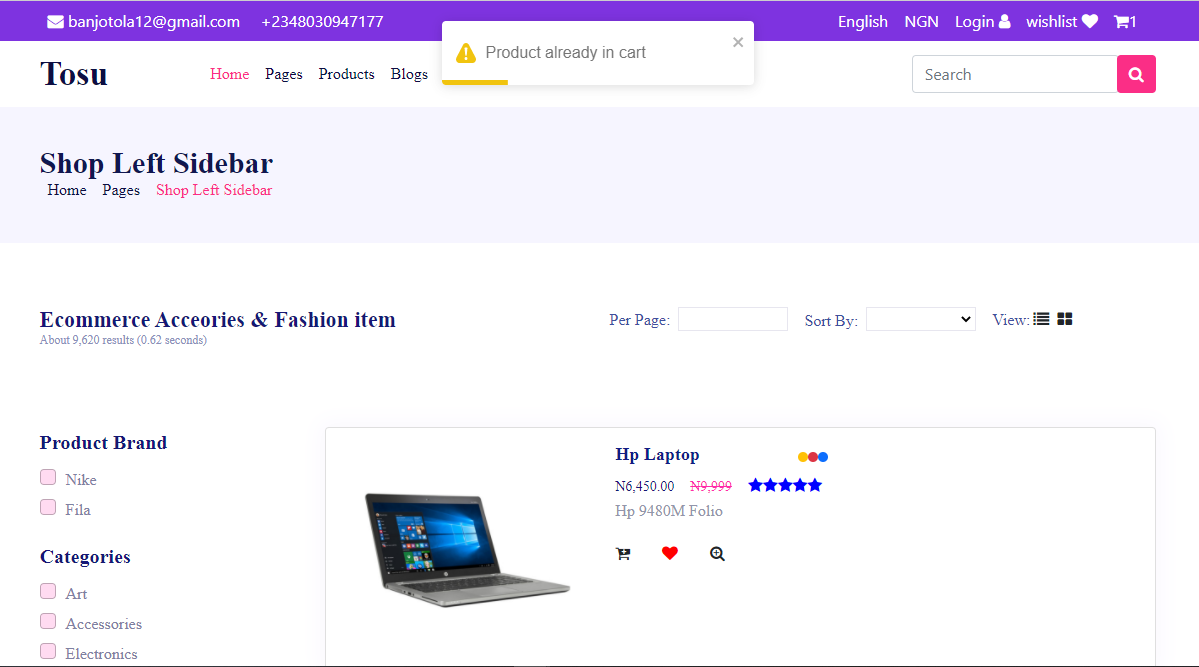 banjotola12@gmail.com +2348030947177 English NGN Login wishlist 1
Product already in cart
Tosu Home Pages Products Blogs Search
Shop Left Sidebar
Home Pages Shop Left Sidebar
Ecommerce Acceories & Fashion item Per Page: Sort By: View:
About 9,620 results (0.62 seconds)
Product Brand
Nike
Fila
Categories
Art
Accessories
Electronics
Hp Laptop
N6,450.00 N9,999
Hp 9480M Folio